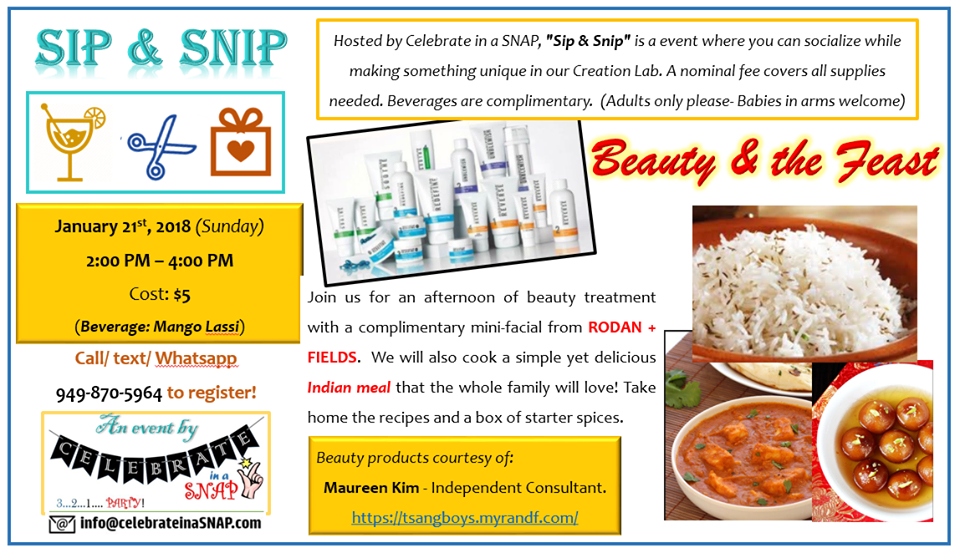 SIP & SNIP
Hosted by Celebrate in a SNAP, "Sip & Snip" is a event where you can socialize while
making something unique in our Creation Lab. A nominal fee covers all supplies
needed. Beverages are complimentary. (Adults only please- Babies in arms welcome)
Beauty & the Feast
January 21st, 2018 (Sunday)
2:00 PM – 4:00 PM
Cost: $5
(Beverage: Mango Lassi)
Call/ text/ Whatsapp
949-870-5964 to register!
An event by
CELEBRATE
in a
SNAP
3...2...1.... PARTY!
info@celebrateinaSNAP.com
Join us for an afternoon of beauty treatment
with a complimentary mini-facial from RODAN +
FIELDS. We will also cook a simple yet delicious
Indian meal that the whole family will love! Take
home the recipes and a box of starter spices.
Beauty products courtesy of:
Maureen Kim - Independent Consultant.
https://tsangboys.myrandf.com/